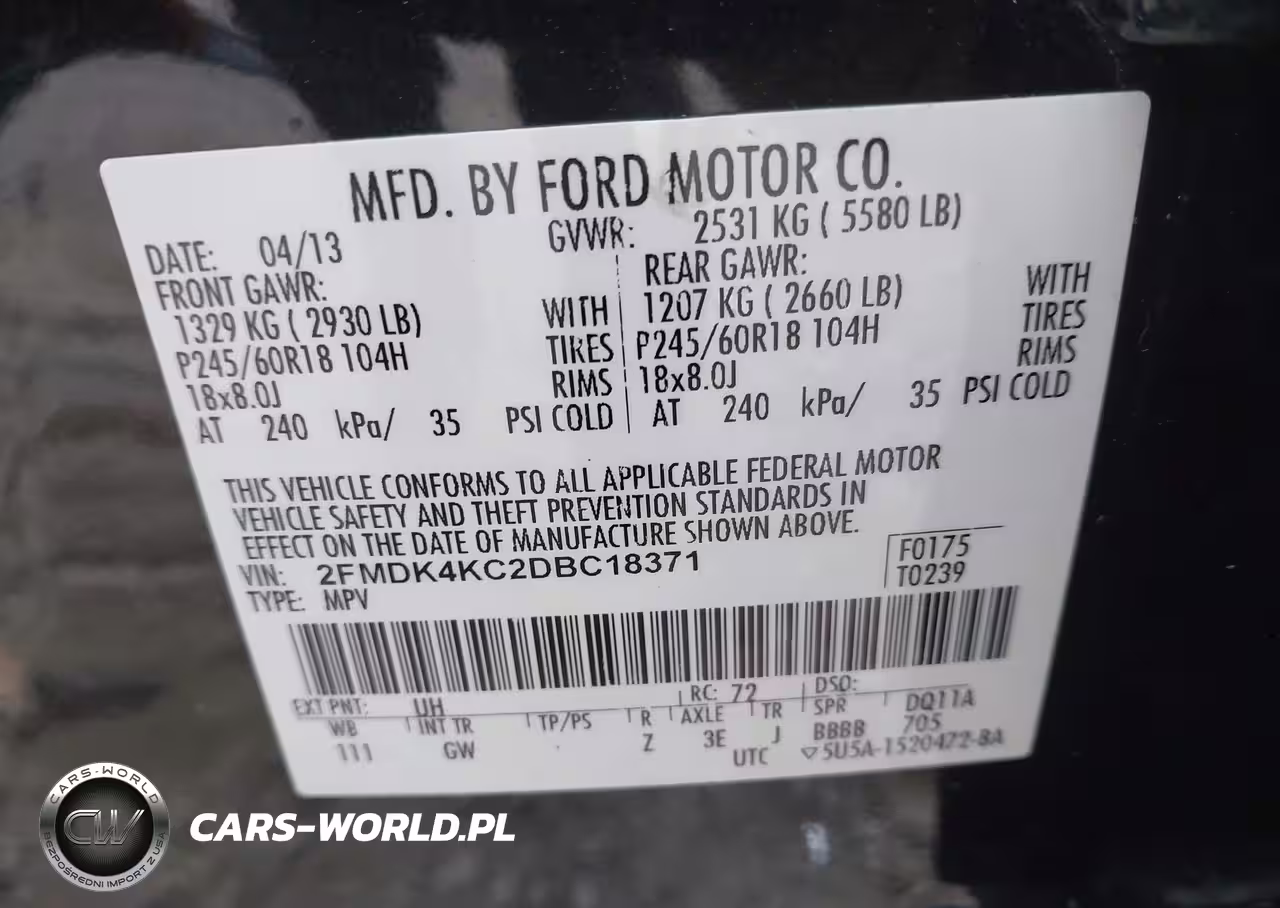 MFD. BY FORD MOTOR CO.
DATE: 04/13 GVWR: 2531 KG ( 5580 LB)
FRONT GAWR: REAR GAWR:
1329 KG ( 2930 LB) WITH 1207 KG ( 2660 LB) WITH
P245/60R18 104H TIRES P245/60R18 104H TIRES
18x8.0J RIMS 18x8.0J RIMS
AT 240 kPa/ 35 PSI COLD AT 240 kPa/ 35 PSI COLD
THIS VEHICLE CONFORMS TO ALL APPLICABLE FEDERAL MOTOR
VEHICLE SAFETY AND THEFT PREVENTION STANDARDS IN
EFFECT ON THE DATE OF MANUFACTURE SHOWN ABOVE.
VIN: 2FMDK4KC2DBC18371 F0175
TYPE: MPV T0239
EXT PNT: UH RC: 72 DSO:
WB INT TR TP/PS R AXLE TR SPR DQ11A
111 GW Z 3E J BBBB 705
UTC ▽5U5A-1520472-BA
CARS-WORLD
CW
BEZPOŚREDNI IMPORT Z USA
CARS-WORLD.PL